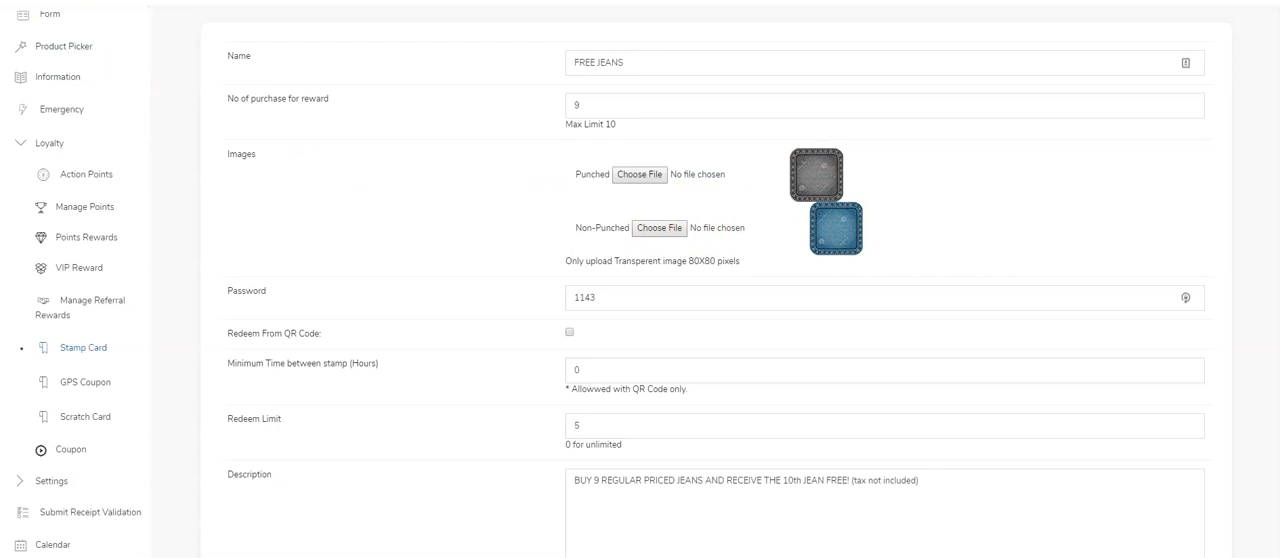 Form
Product Picker
Information
Emergency
Loyalty
Action Points
Manage Points
Points Rewards
VIP Reward
Manage Referral
Rewards
Stamp Card
GPS Coupon
Scratch Card
Coupon
Settings
Submit Receipt Validation
Calendar
Name
FREE JEANS
No of purchase for reward
9
Max Limit 10
Images
Punched Choose File No file chosen
Non-Punched Choose File No file chosen
Only upload Transperent image 80X80 pixels
Password
1143
Redeem From QR Code:
Minimum Time between stamp (Hours)
0
* Allowwed with QR Code only.
Redeem Limit
5
0 for unlimited
Description
BUY 9 REGULAR PRICED JEANS AND RECEIVE THE 10th JEAN FREE! (tax not included)